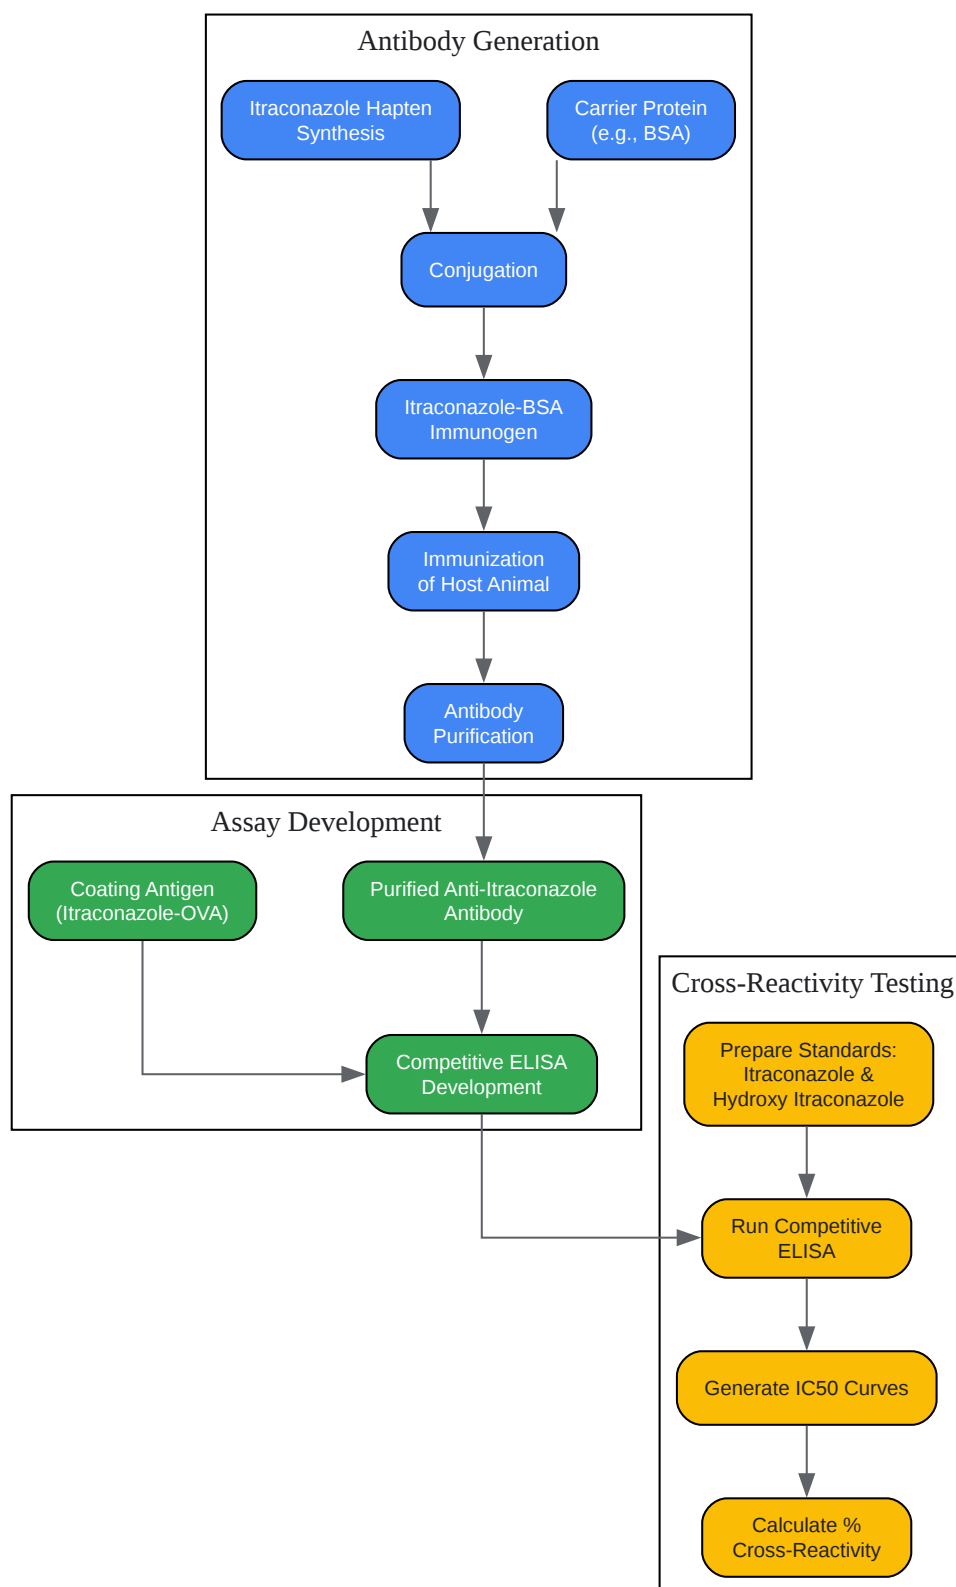 Antibody Generation
Itraconazole Hapten
Synthesis
Carrier Protein
(e.g., BSA)
Conjugation
Itraconazole-BSA
Immunogen
Immunization
of Host Animal
Antibody
Purification
Assay Development
Coating Antigen
(Itraconazole-OVA)
Purified Anti-Itraconazole
Antibody
Competitive ELISA
Development
Cross-Reactivity Testing
Prepare Standards:
Itraconazole &
Hydroxy Itraconazole
Run Competitive
ELISA
Generate IC50 Curves
Calculate %
Cross-Reactivity